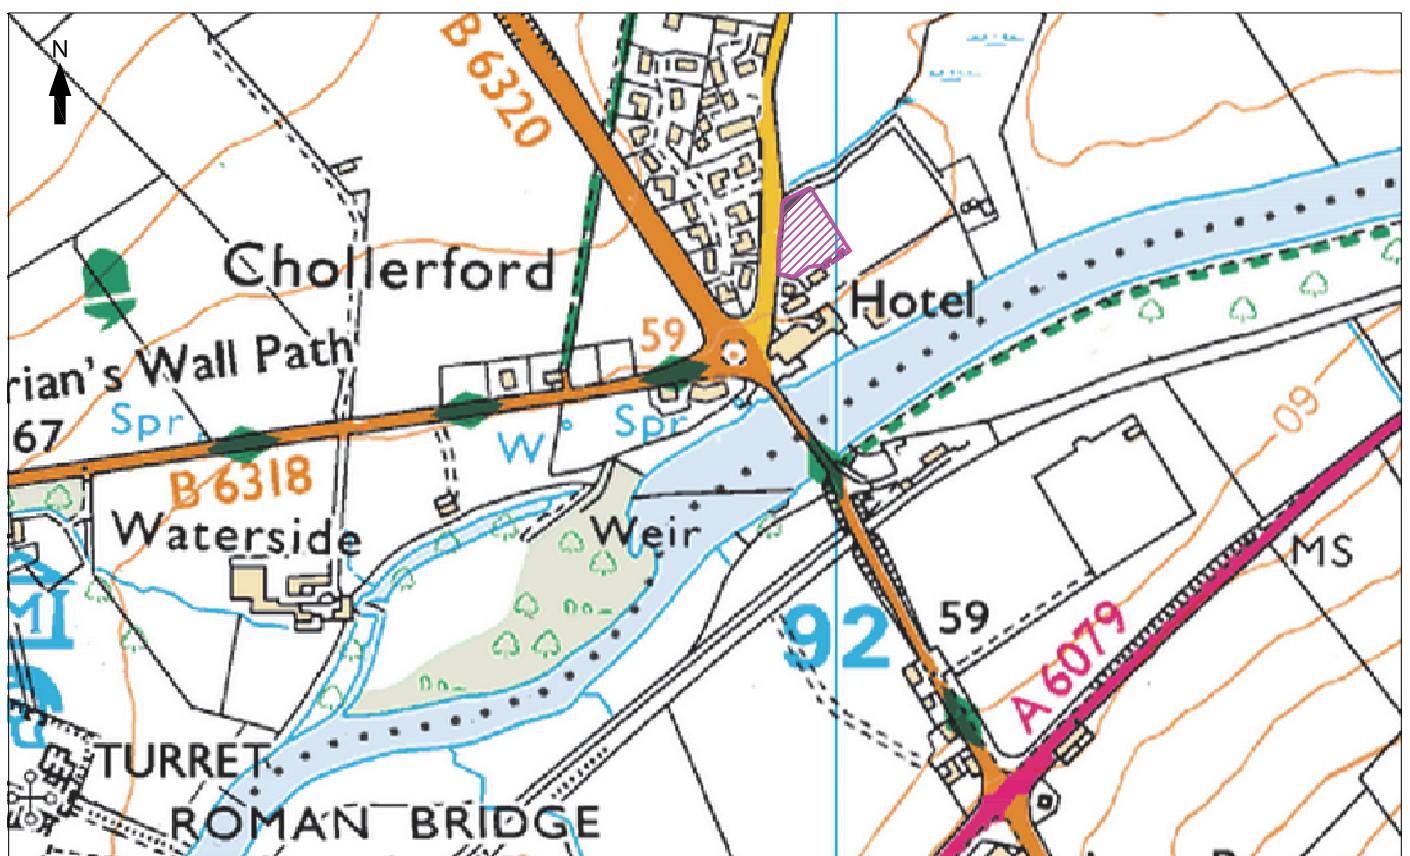 N
B 6320
Chollerford
Hotel
59
rian's Wall Path
67
Spr
Spr
W
B 6318
Weir
Waterside
92
59
60
MS
A 6079
TURRET
ROMAN BRIDGE